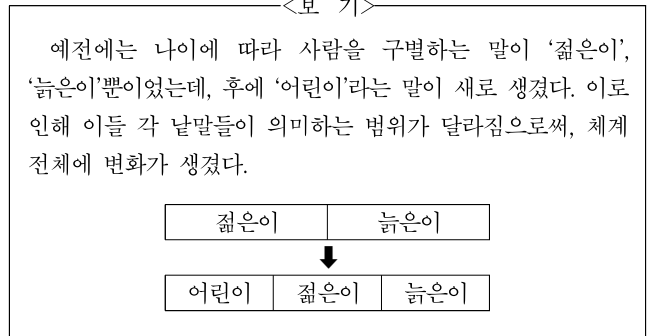 <보 기>
예전에는 나이에 따라 사람을 구별하는 말이 ‘젊은이’,
‘늙은이’뿐이었는데, 후에 ‘어린이’라는 말이 새로 생겼다. 이로
인해 이들 각 낱말들이 의미하는 범위가 달라짐으로써, 체계
전체에 변화가 생겼다.
젊은이 늙은이
어린이 젊은이 늙은이